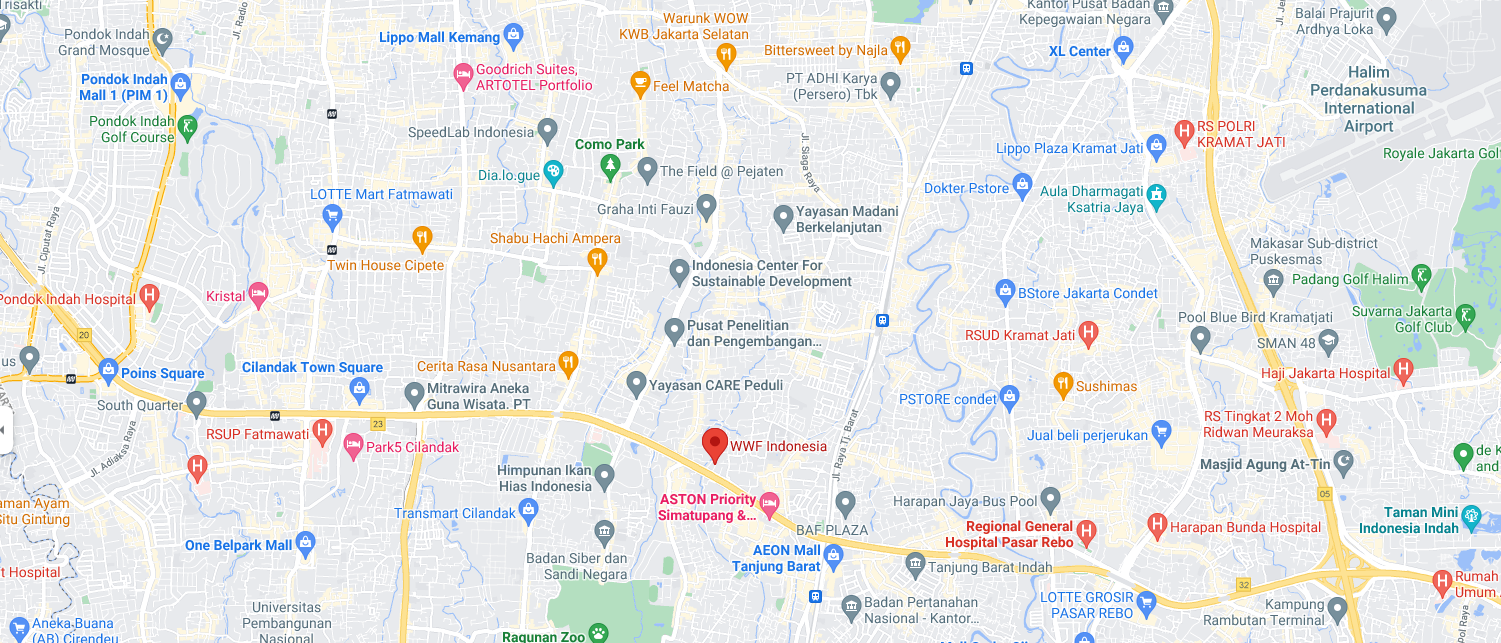 Trisakti
Pondok Indah
Grand Mosque
Jl. Radio
Lippo Mall Kemang
Warunk WOW
KWB Jakarta Selatan
Bittersweet by Najla
Kantor Pusat Badan
Kepegawaian Negara
XL Center
Balai Prajurit
Ardhya Loka
Pondok Indah
Mall 1 (PIM 1)
Goodrich Suites,
ARTOTEL Portfolio
Feel Matcha
PT ADHI Karya
(Persero) Tbk
Halim
Perdanakusuma
International
Airport
Pondok Indah
Golf Course
SpeedLab Indonesia
Como Park
Jl. Siaga Raya
Lippo Plaza Kramat Jati
RS POLRI
KRAMAT JATI
Royale Jakarta Golf
Dia.lo.gue
The Field @ Pejaten
Dokter Pstore
Aula Dharmagati
Ksatria Jaya
LOTTE Mart Fatmawati
Graha Inti Fauzi
Yayasan Madani
Berkelanjutan
Jl. Ciputat Raya
Shabu Hachi Ampera
Twin House Cipete
Makasar Sub-district
Puskesmas
Indonesia Center For
Sustainable Development
Padang Golf Halim
Pondok Indah Hospital
Kristal
BStore Jakarta Condet
Suvarna Jakarta
Golf Club
20
Pusat Penelitian
dan Pengembangan...
RSUD Kramat Jati
Pool Blue Bird Kramatjati
SMAN 48
us
Poins Square
Cilandak Town Square
Cerita Rasa Nusantara
Haji Jakarta Hospital
South Quarter
Mitrawira Aneka
Guna Wisata. PT
Yayasan CARE Peduli
PSTORE condet
Sushimas
23
RSUP Fatmawati
Park5 Cilandak
WWF Indonesia
Jl. Raya Tj. Barat
Jual beli perjerukan
RS Tingkat 2 Moh
Ridwan Meuraksa
Jl. Adiaksa Raya
Himpunan Ikan
Hias Indonesia
Masjid Agung At-Tin
de K
and
aman Ayam
Situ Gintung
Transmart Cilandak
ASTON Priority
Simatupang &...
BAF PLAZA
Harapan Jaya Bus Pool
05
Regional General
Hospital Pasar Rebo
Harapan Bunda Hospital
Taman Mini
Indonesia Indah
One Belpark Mall
Badan Siber dan
Sandi Negara
AEON Mall
Tanjung Barat
Tanjung Barat Indah
t Hospital
32
Rumah
Umum
Universitas
Pembangunan
Nasional
Badan Pertanahan
Nasional - Kantor...
LOTTE GROSIR
PASAR REBO
Kampung
Rambutan Terminal
Aneka Buana
(AB) Cirendeu
Ragunan Zoo